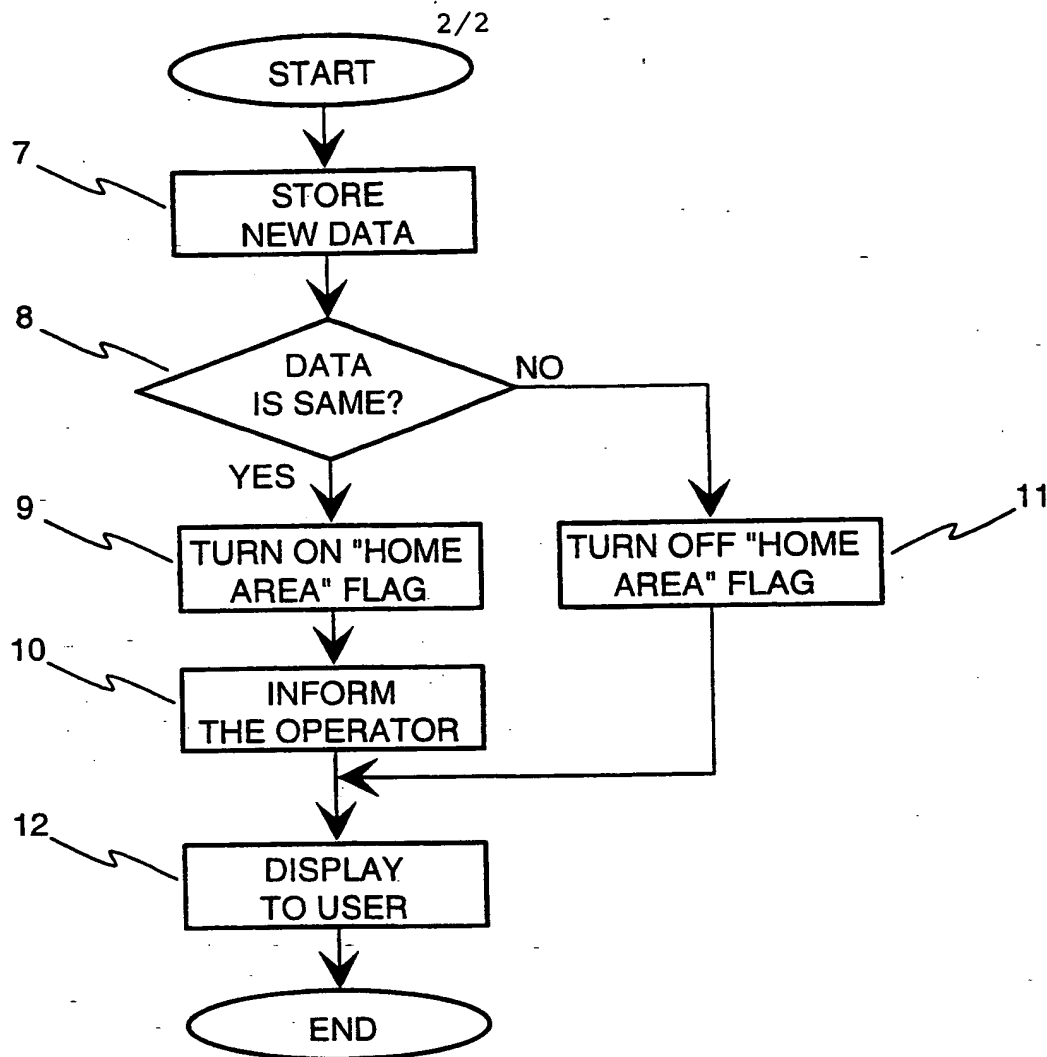 2/2
START
7
STORE
NEW DATA
8
DATA
IS SAME?
NO
YES
9
TURN ON "HOME
AREA" FLAG
11
TURN OFF "HOME
AREA" FLAG
10
INFORM
THE OPERATOR
12
DISPLAY
TO USER
END